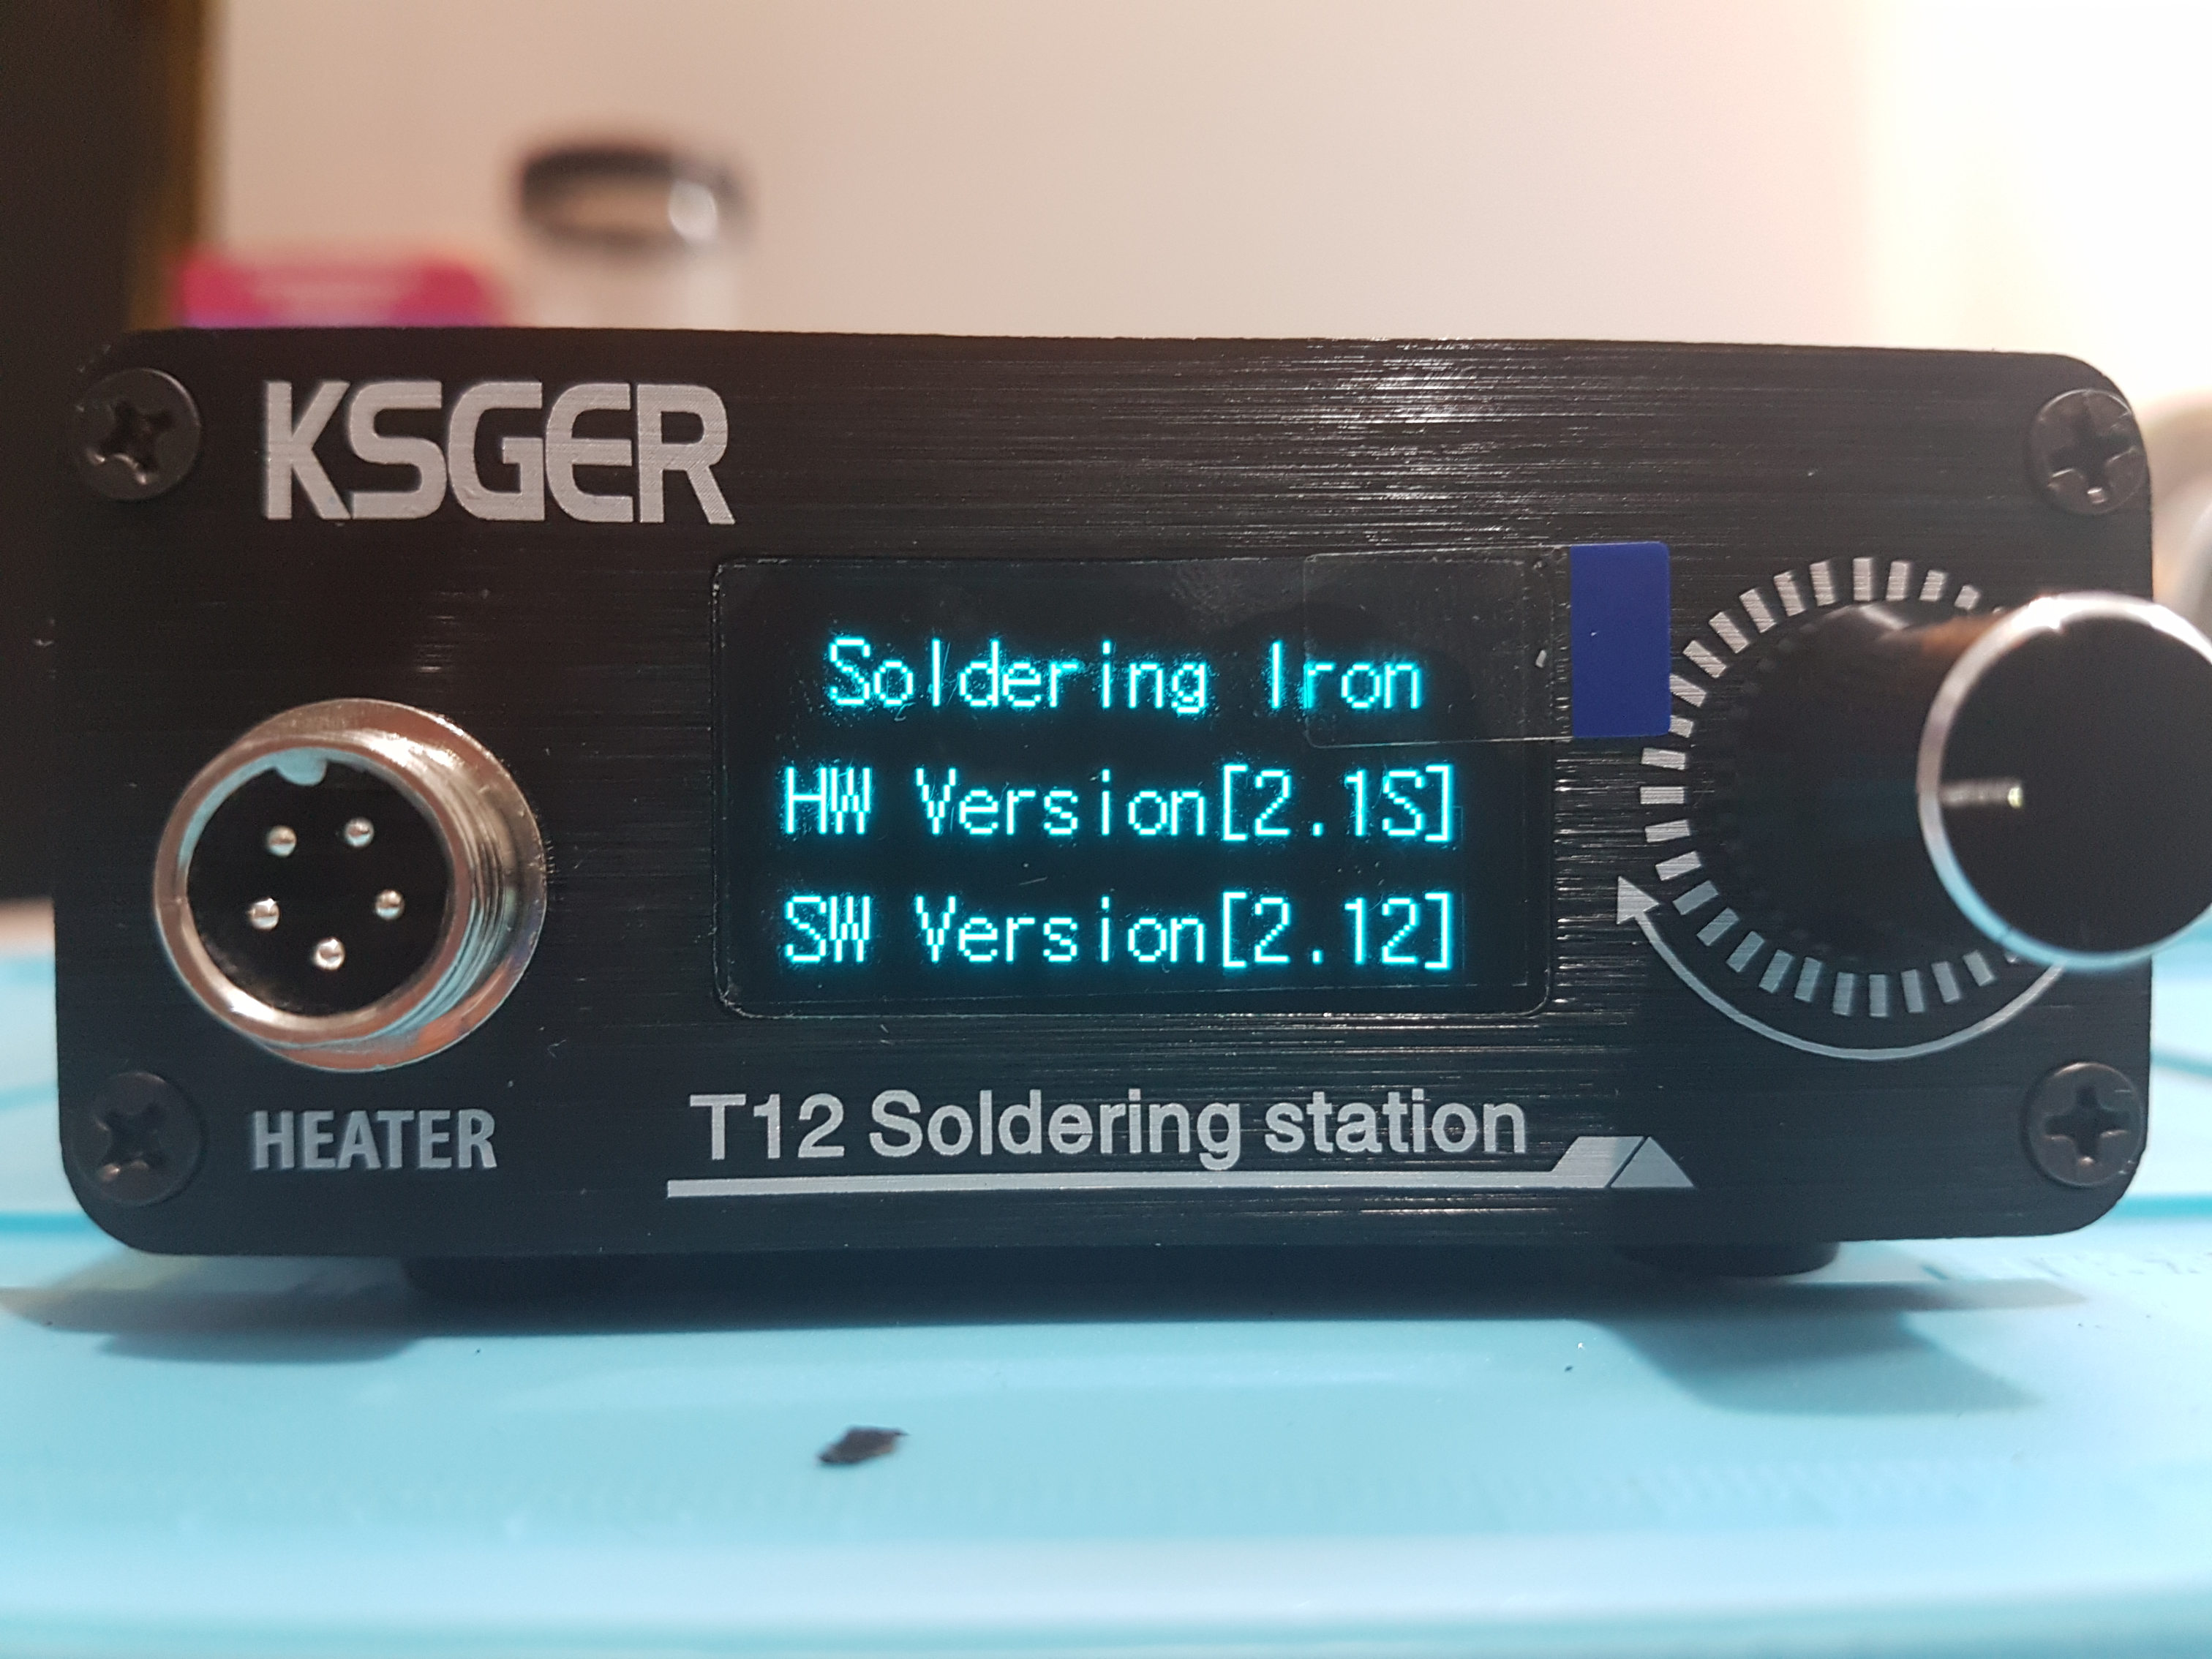 KSGER
Soldering Iron
HW Version[2.1S]
SW Version[2.12]
HEATER
T12 Soldering station